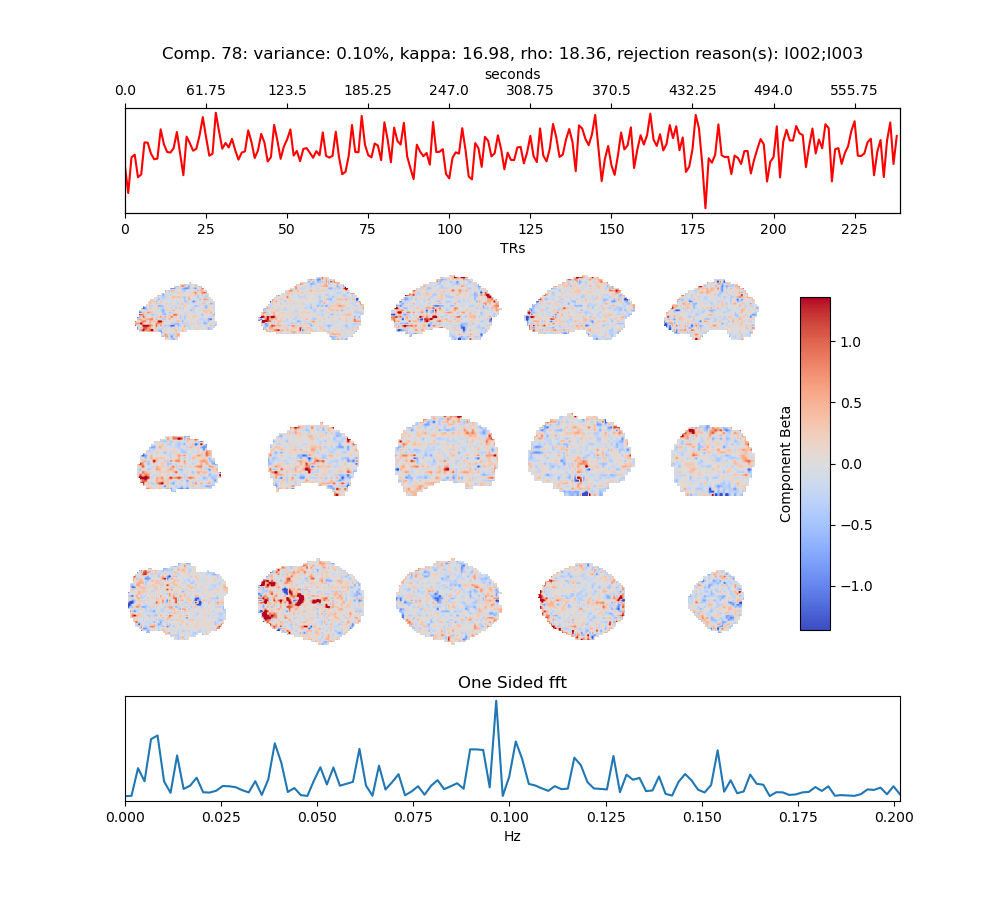 Comp. 78: variance: 0.10%, kappa: 16.98, rho: 18.36, rejection reason(s): I002;I003
seconds
0.0 61.75 123.5 185.25 247.0 308.75 370.5 432.25 494.0 555.75
0 25 50 75 100 125 150 175 200 225
TRs
1.0
0.5
0.0
−0.5
−1.0
Component Beta
One Sided fft
0.000 0.025 0.050 0.075 0.100 0.125 0.150 0.175 0.200
Hz